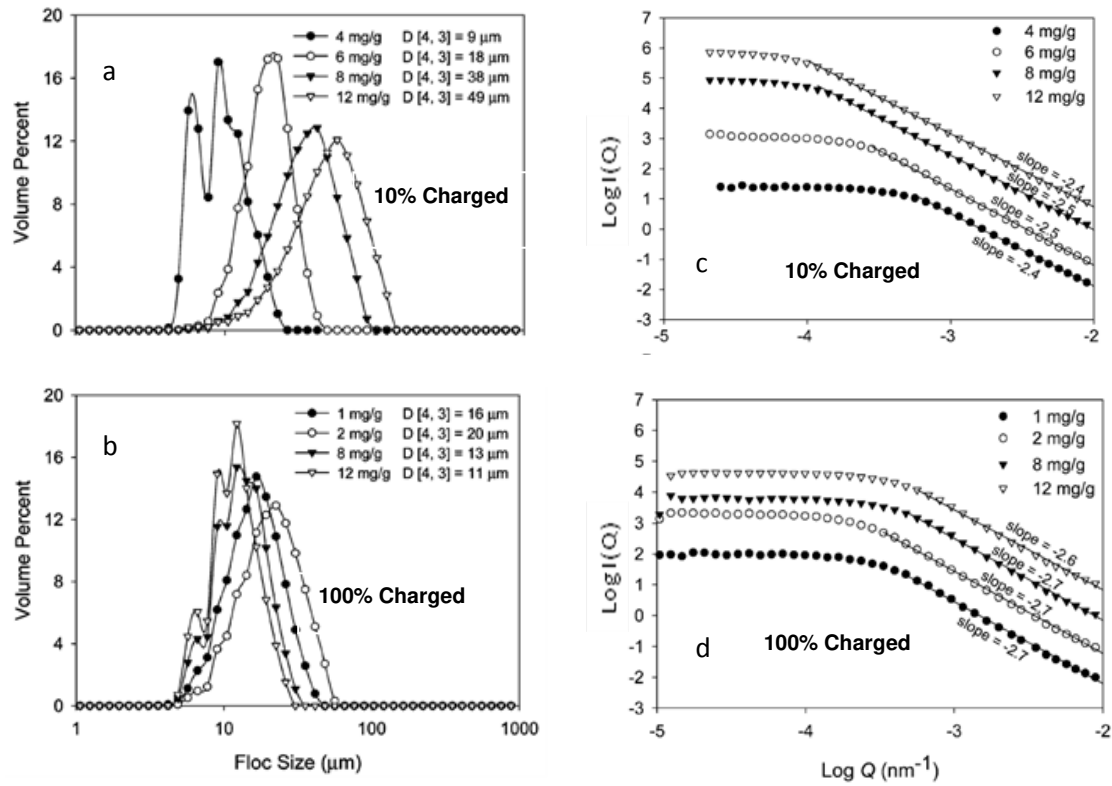 20
16
12
8
4
0
Volume Percent
a
4 mg/g D [4, 3] = 9 μm
6 mg/g D [4, 3] = 18 μm
8 mg/g D [4, 3] = 38 μm
12 mg/g D [4, 3] = 49 μm
10% Charged
7
6
5
4
3
2
1
0
-1
-2
-3
Log I(Q)
4 mg/g
6 mg/g
8 mg/g
12 mg/g
slope = -2.4
slope = -2.5
slope = -2.5
slope = -2.4
c
10% Charged
-5
-4
-3
-2
20
16
12
8
4
0
Volume Percent
b
1 mg/g D [4, 3] = 16 μm
2 mg/g D [4, 3] = 20 μm
8 mg/g D [4, 3] = 13 μm
12 mg/g D [4, 3] = 11 μm
100% Charged
1
10
100
1000
Floc Size (μm)
7
6
5
4
3
2
1
0
-1
-2
-3
Log I(Q)
1 mg/g
2 mg/g
8 mg/g
12 mg/g
slope = -2.6
slope = -2.7
slope = -2.7
slope = -2.7
d
100% Charged
-5
-4
-3
-2
Log Q (nm⁻¹)